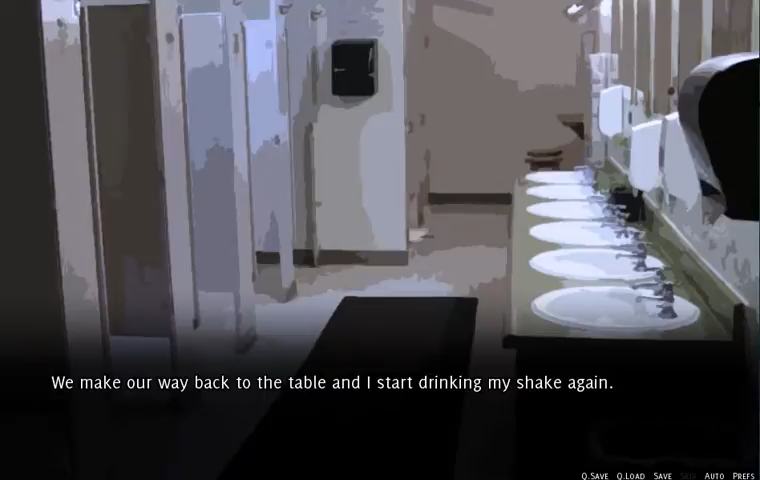 We make our way back to the table and I start drinking my shake again.
Q.Save Q.Load Save Skip Auto Prefs